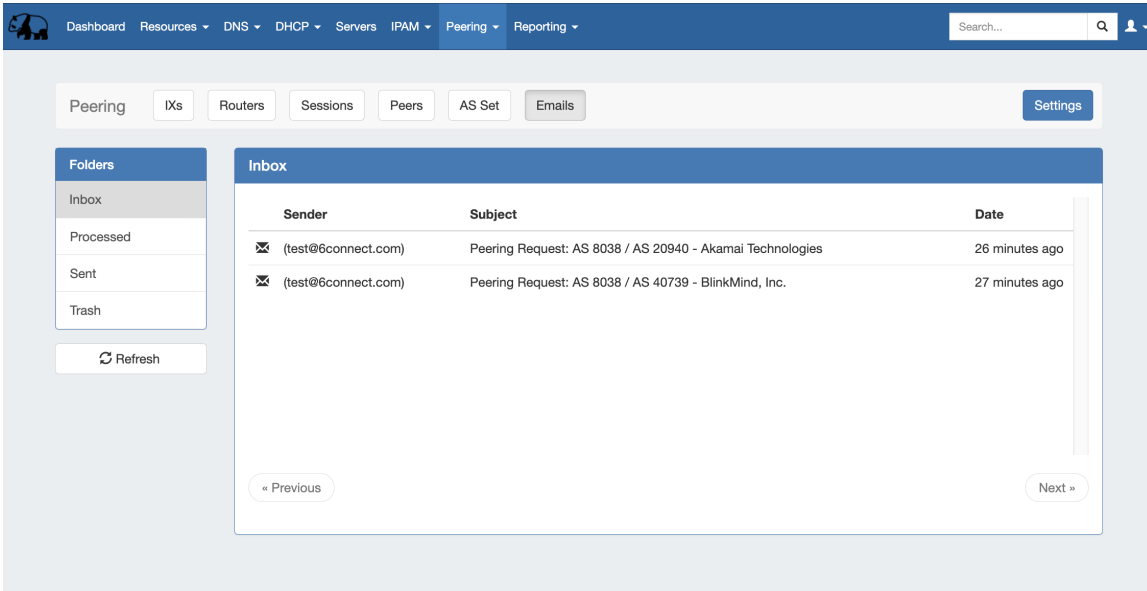 Dashboard Resources DNS DHCP Servers IPAM Peering Reporting Search...
Peering IXs Routers Sessions Peers AS Set Emails Settings
Folders
Inbox
Processed
Sent
Trash
Refresh
Inbox
Sender Subject Date
(test@6connect.com) Peering Request: AS 8038 / AS 20940 - Akamai Technologies 26 minutes ago
(test@6connect.com) Peering Request: AS 8038 / AS 40739 - BlinkMind, Inc. 27 minutes ago
« Previous Next »